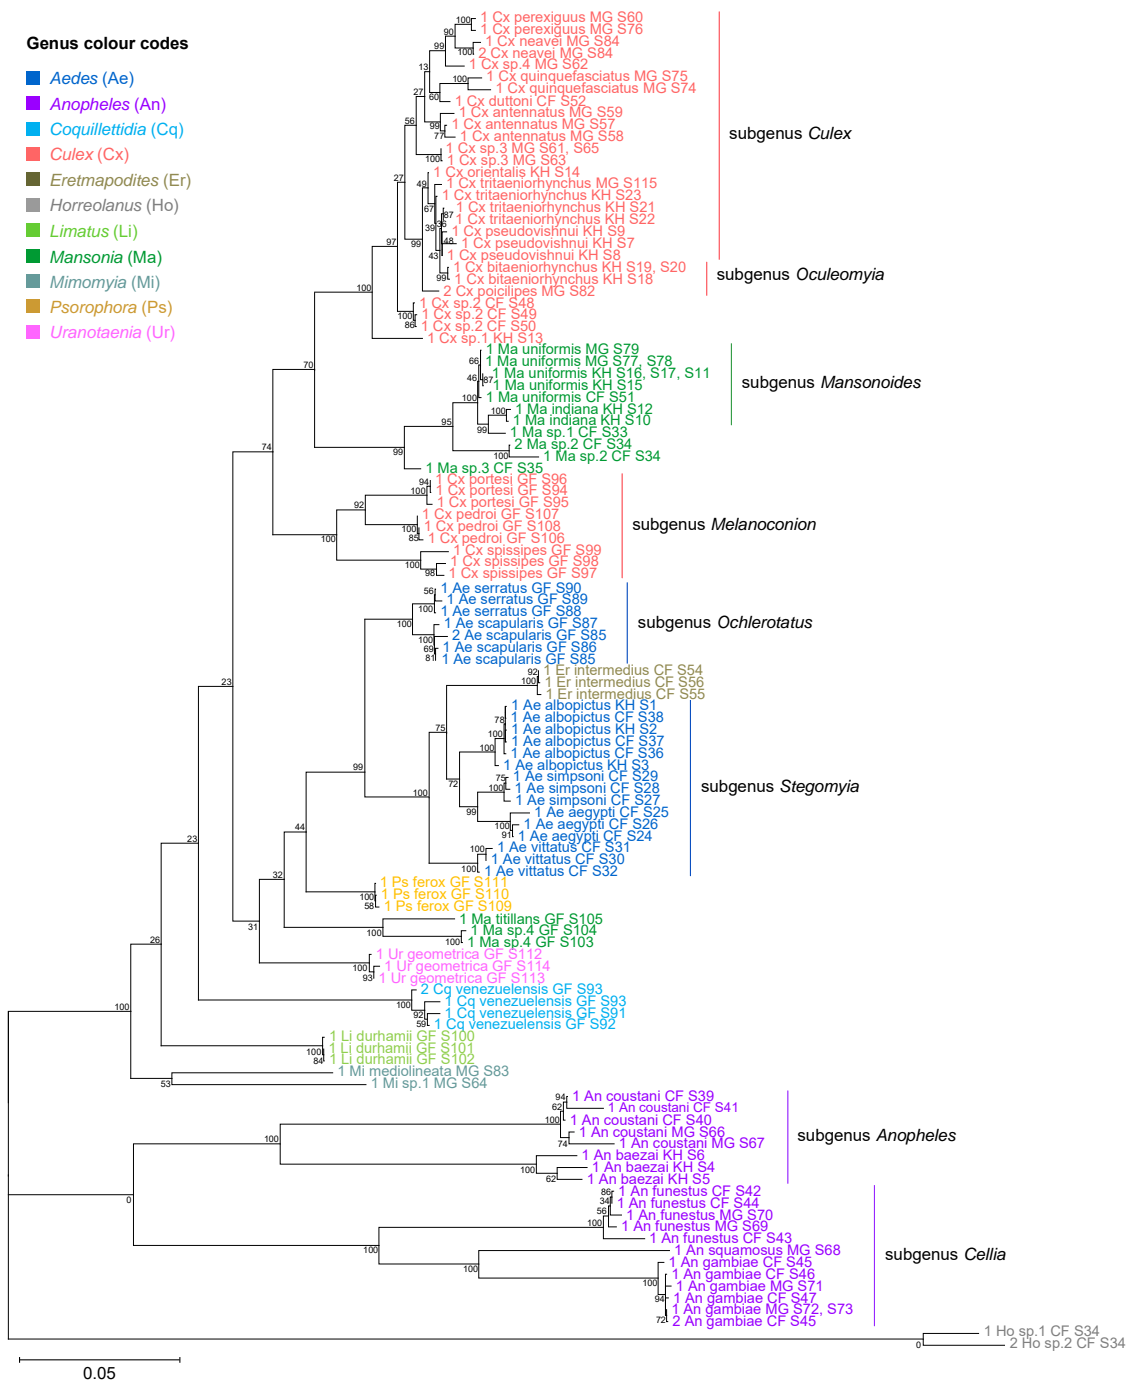 Genus colour codes
Aedes (Ae)
Anopheles (An)
Coquillettidia (Cq)
Culex (Cx)
Eretmapodites (Er)
Horreolanus (Ho)
Limatus (Li)
Mansonia (Ma)
Mimomyia (Mi)
Psorophora (Ps)
Uranotaenia (Ur)
1 Cx perexiguus MG S60
1 Cx perexiguus MG S76
1 Cx neavei MG S84
2 Cx neavei MG S84
1 Cx sp.4 MG S62
1 Cx quinquefasciatus MG S75
1 Cx quinquefasciatus MG S74
1 Cx duttoni CF S52
1 Cx antennatus MG S59
1 Cx antennatus MG S57
1 Cx antennatus MG S58
1 Cx sp.3 MG S61, S65
1 Cx sp.3 MG S63
1 Cx orientalis KH S14
1 Cx tritaeniorhynchus MG S115
1 Cx tritaeniorhynchus KH S23
1 Cx tritaeniorhynchus KH S21
1 Cx tritaeniorhynchus KH S22
1 Cx pseudovishnui KH S9
1 Cx pseudovishnui KH S7
1 Cx pseudovishnui KH S8
subgenus Culex
1 Cx bitaeniorhynchus KH S19, S20
1 Cx bitaeniorhynchus KH S18
2 Cx poicilipes MG S82
subgenus Oculeomyia
1 Cx sp.2 CF S48
1 Cx sp.2 CF S49
1 Cx sp.2 CF S50
1 Cx sp.1 KH S13
1 Ma uniformis MG S79
1 Ma uniformis MG S77, S78
1 Ma uniformis KH S16, S17, S11
1 Ma uniformis KH S15
1 Ma uniformis CF S51
1 Ma indiana KH S12
1 Ma indiana KH S10
subgenus Mansonoides
1 Ma sp.1 CF S33
2 Ma sp.2 CF S34
1 Ma sp.2 CF S34
1 Ma sp.3 CF S35
1 Cx portesi GF S96
1 Cx portesi GF S94
1 Cx portesi GF S95
1 Cx pedroi GF S107
1 Cx pedroi GF S108
1 Cx pedroi GF S106
1 Cx spissipes GF S99
1 Cx spissipes GF S98
1 Cx spissipes GF S97
subgenus Melanoconion
1 Ae serratus GF S90
1 Ae serratus GF S89
1 Ae serratus GF S88
1 Ae scapularis GF S87
2 Ae scapularis GF S85
1 Ae scapularis GF S86
1 Ae scapularis GF S85
subgenus Ochlerotatus
1 Er intermedius CF S54
1 Er intermedius CF S56
1 Er intermedius CF S55
1 Ae albopictus KH S1
1 Ae albopictus CF S38
1 Ae albopictus KH S2
1 Ae albopictus CF S37
1 Ae albopictus CF S36
1 Ae albopictus KH S3
1 Ae simpsoni CF S29
1 Ae simpsoni CF S28
1 Ae simpsoni CF S27
1 Ae aegypti CF S25
1 Ae aegypti CF S26
1 Ae aegypti CF S24
1 Ae vittatus CF S31
1 Ae vittatus CF S30
1 Ae vittatus CF S32
subgenus Stegomyia
1 Ps ferox GF S111
1 Ps ferox GF S110
1 Ps ferox GF S109
1 Ma titillans GF S105
1 Ma sp.4 GF S104
1 Ma sp.4 GF S103
1 Ur geometrica GF S112
1 Ur geometrica GF S114
1 Ur geometrica GF S113
2 Cq venezuelensis GF S93
1 Cq venezuelensis GF S93
1 Cq venezuelensis GF S91
1 Cq venezuelensis GF S92
1 Li durhamii GF S100
1 Li durhamii GF S101
1 Li durhamii GF S102
1 Mi mediolineata MG S83
1 Mi sp.1 MG S64
1 An coustani CF S39
1 An coustani CF S41
1 An coustani CF S40
1 An coustani MG S66
1 An coustani MG S67
1 An baezai KH S6
1 An baezai KH S4
1 An baezai KH S5
subgenus Anopheles
1 An funestus CF S42
1 An funestus CF S44
1 An funestus MG S70
1 An funestus MG S69
1 An funestus CF S43
1 An squamosus MG S68
1 An gambiae CF S45
1 An gambiae CF S46
1 An gambiae MG S71
1 An gambiae CF S47
1 An gambiae MG S72, S73
2 An gambiae CF S45
subgenus Cellia
1 Ho sp.1 CF S34
2 Ho sp.2 CF S34
0.05